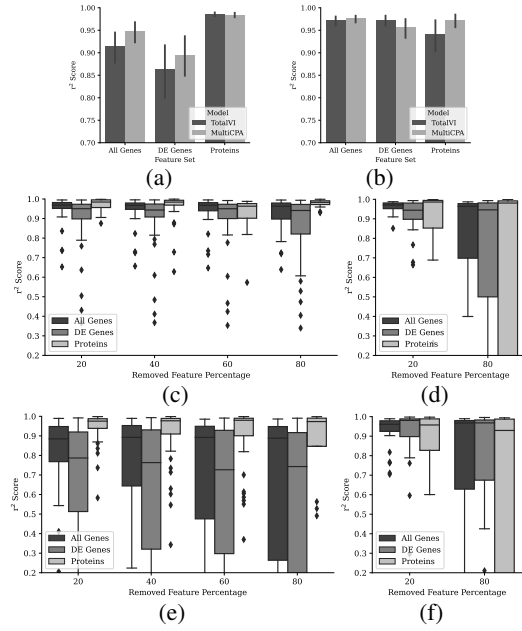 1.00
0.95
0.90
0.85
0.80
0.75
0.70
r² Score
All Genes
DE Genes
Proteins
Feature Set
Model
TotalVI
MultiCPA
(a)
1.00
0.95
0.90
0.85
0.80
0.75
0.70
r² Score
All Genes
DE Genes
Proteins
Feature Set
Model
TotalVI
MultiCPA
(b)
1.0
0.9
0.8
0.7
0.6
0.5
0.4
0.3
0.2
r² Score
All Genes
DE Genes
Proteins
20
40
60
80
Removed Feature Percentage
(c)
1.0
0.9
0.8
0.7
0.6
0.5
0.4
0.3
0.2
r² Score
All Genes
DE Genes
Proteins
20
80
Removed Feature Percentage
(d)
1.0
0.9
0.8
0.7
0.6
0.5
0.4
0.3
0.2
r² Score
All Genes
DE Genes
Proteins
20
40
60
80
Removed Feature Percentage
(e)
1.0
0.9
0.8
0.7
0.6
0.5
0.4
0.3
0.2
r² Score
All Genes
DE Genes
Proteins
20
80
Removed Feature Percentage
(f)